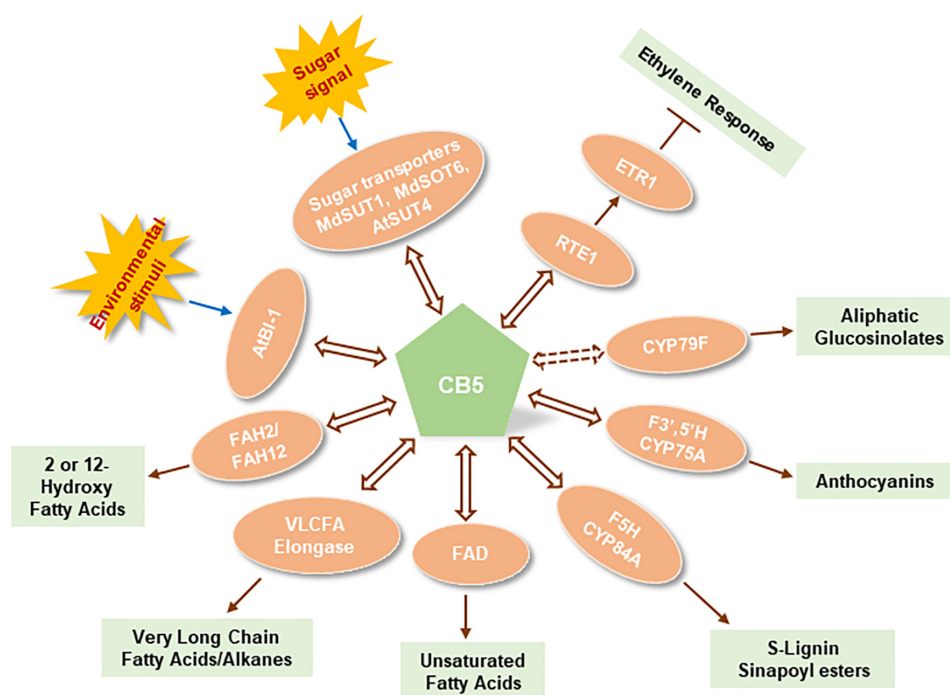 Sugar
signal
Ethylene Response
Sugar transporters
MdSUT1, MdSOT6,
AtSUT4
ETR1
RTE1
Environmental
stimuli
AtBI-1
CB5
CYP79F
Aliphatic
Glucosinolates
FAH2/
FAH12
F3',5'H
CYP75A
2 or 12-
Hydroxy
Fatty Acids
Anthocyanins
VLCFA
Elongase
FAD
F5H
CYP84A
Very Long Chain
Fatty Acids/Alkanes
Unsaturated
Fatty Acids
S-Lignin
Sinapoyl esters